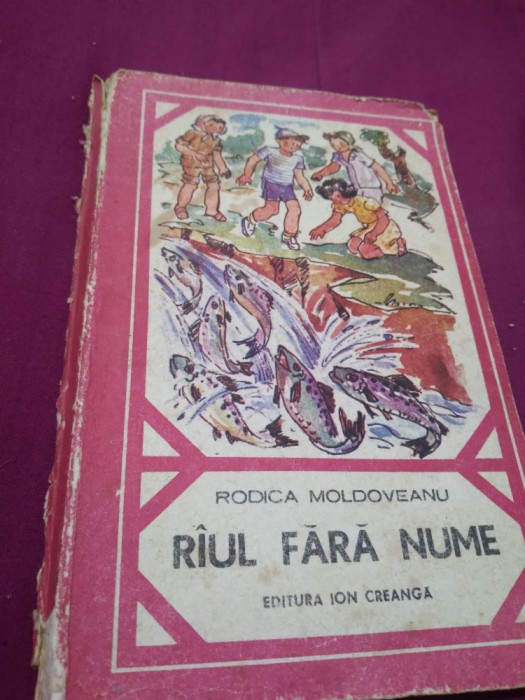 RODICA MOLDOVEANU
RÎUL FĂRĂ NUME
EDITURA ION CREANGĂ